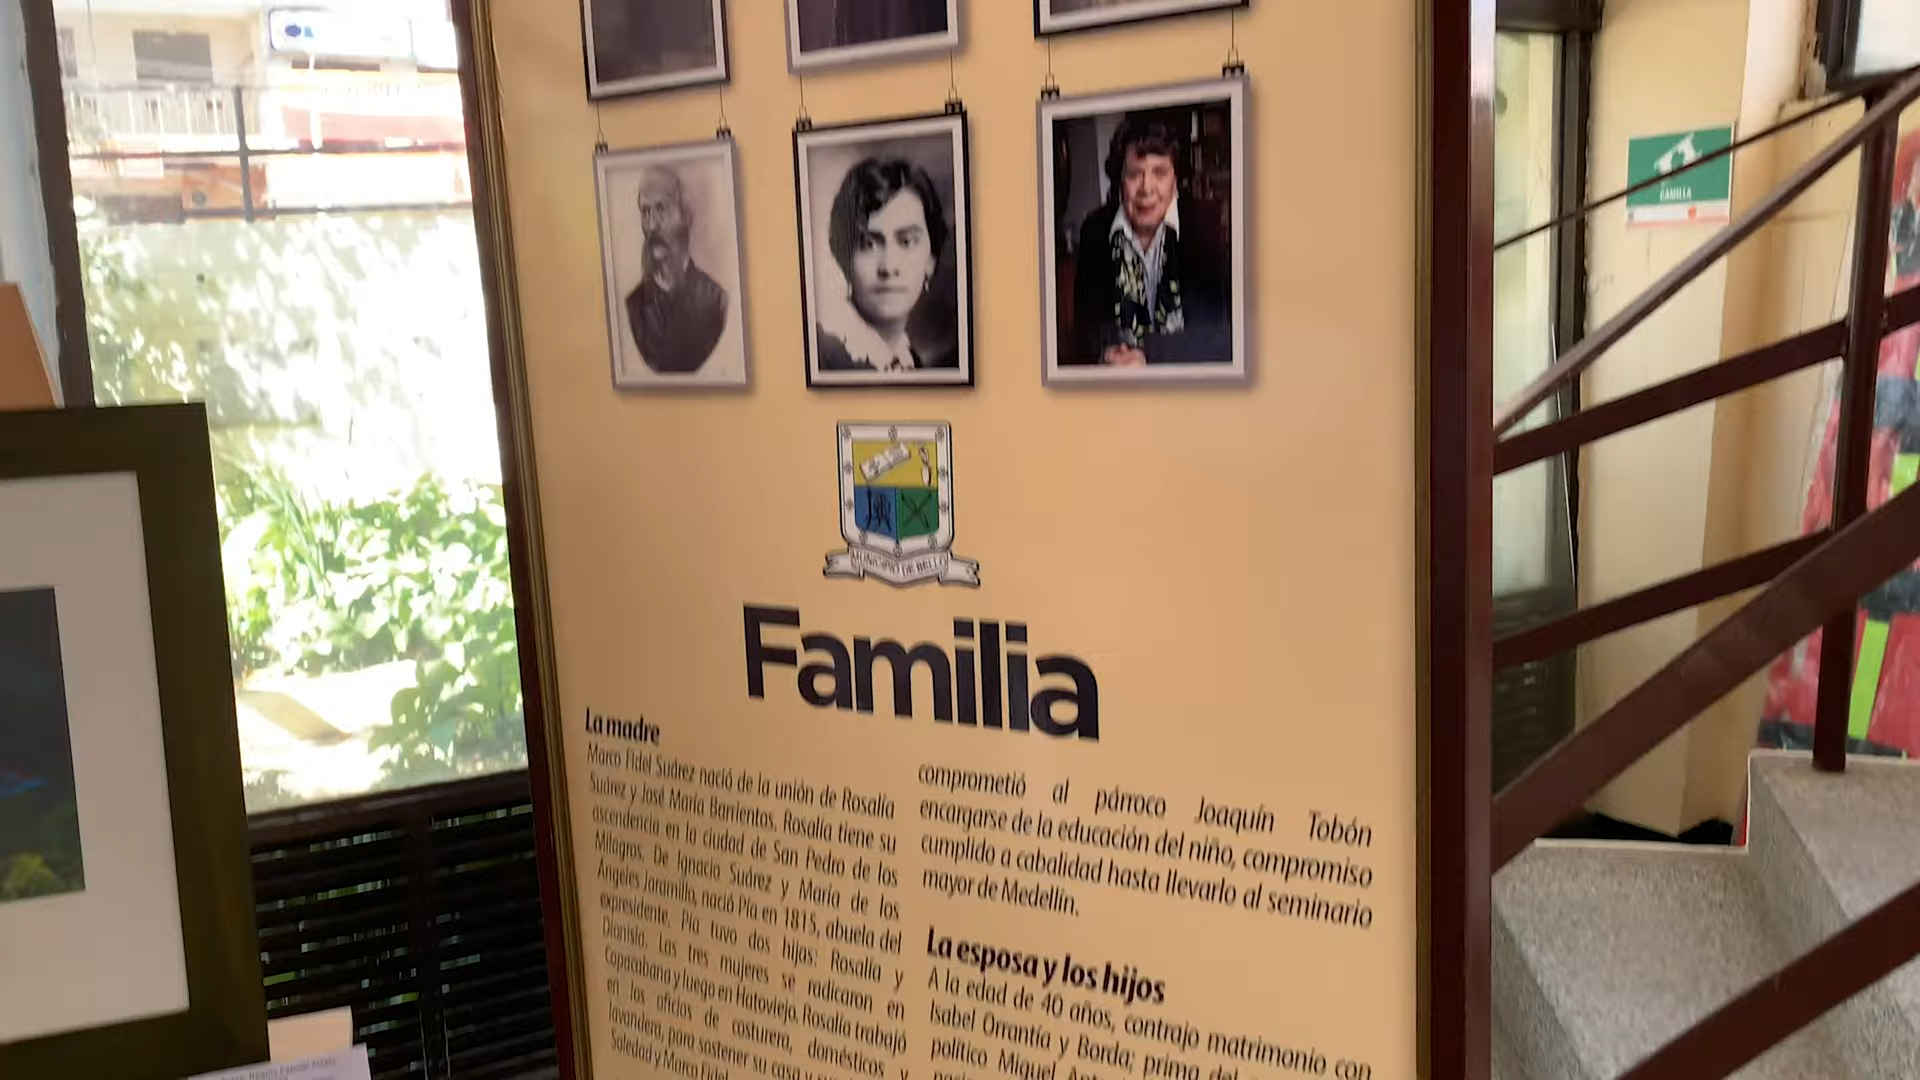 FAMILIA
MUNICIPIO DE BELLO
Familia
La madre
Marco Fidel Suárez nació de la unión de Rosalía
Suárez y José María Barrientos. Rosalía tiene su
ascendencia en la ciudad de San Pedro de los
Milagros. De Ignacio Suárez y María de los
Ángeles Jaramillo, nació Pía en 1815, abuela del
expresidente. Pía tuvo dos hijas: Rosalía y
Dionisia. Las tres mujeres se radicaron en
Copacabana y luego en Hatoviejo. Rosalía trabajó
en los oficios de costurera, domésticos y
lavandera, para sostener su casa y
Soledad y Marco Fidel.
comprometió al párroco Joaquín Tobón
encargarse de la educación del niño, compromiso
cumplido a cabalidad hasta llevarlo al seminario
mayor de Medellín.
La esposa y los hijos
A la edad de 40 años, contrajo matrimonio con
Isabel Orrantía y Borda; prima del
político Miguel